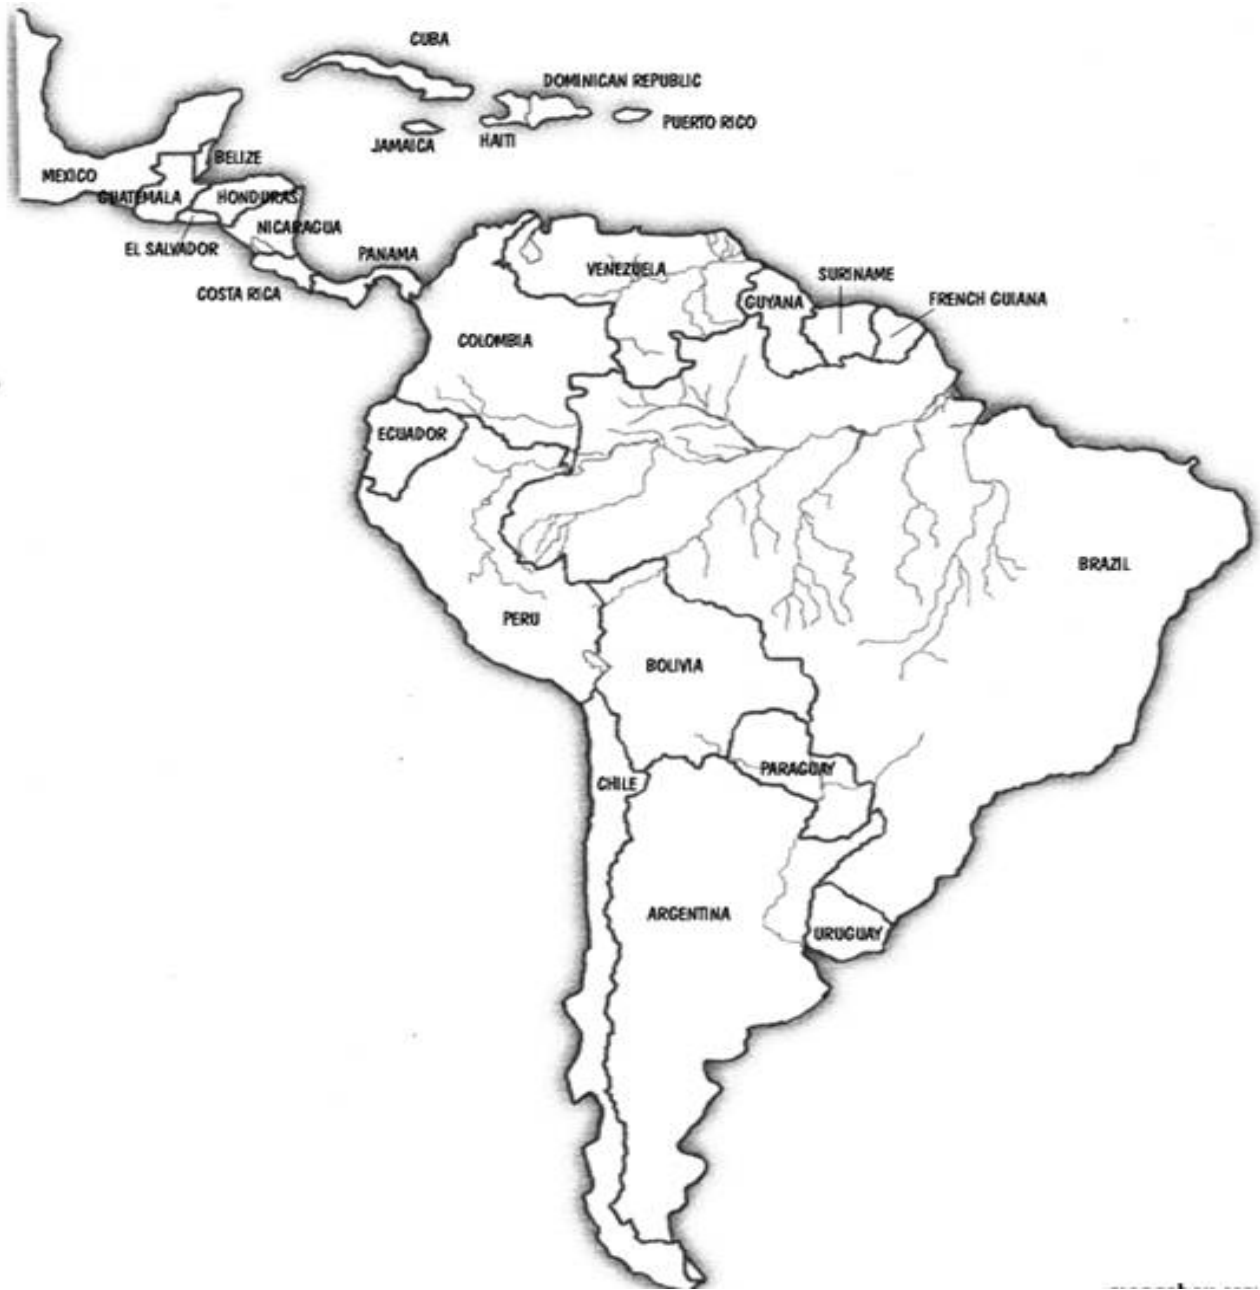 CUBA
DOMINICAN REPUBLIC
PUERTO RICO
JAMAICA
HAITI
BELIZE
MEXICO
GUATEMALA
HONDURAS
NICARAGUA
EL SALVADOR
PANAMA
COSTA RICA
VENEZUELA
SURINAME
GUYANA
FRENCH GUIANA
COLOMBIA
ECUADOR
BRAZIL
PERU
BOLIVIA
PARAGUAY
CHILE
ARGENTINA
URUGUAY